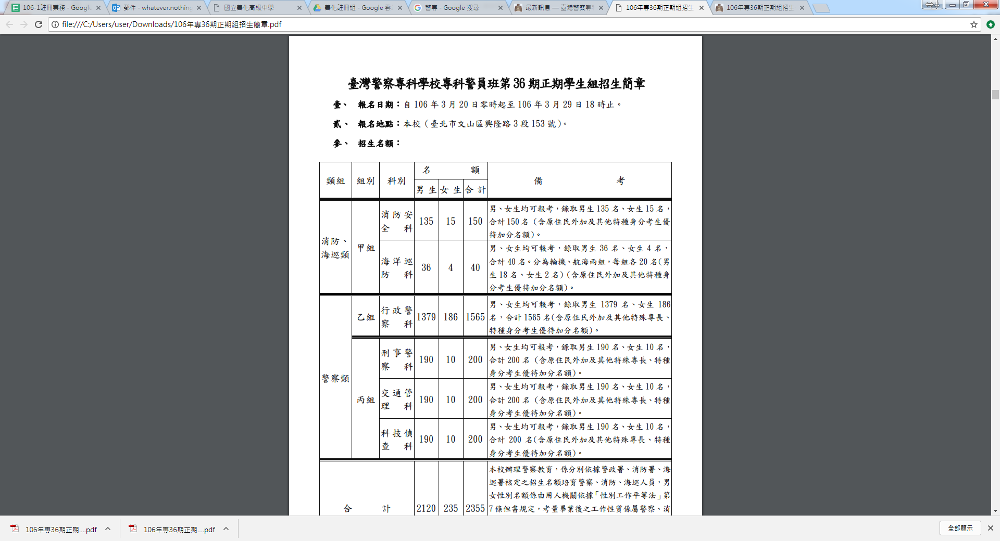 106-1註冊業務 - Google
郵件 - whatever.nothing
國立善化高級中學
善化註冊組 - Google 雲
警專 - Google 搜尋
最新訊息 — 臺灣警察專
106年專36期正期組招生
106年專36期正期組招生
file:///C:/Users/user/Downloads/106年專36期正期組招生簡章.pdf
臺灣警察專科學校專科警員班第 36 期正期學生組招生簡章
壹、 報名日期：自 106 年 3 月 20 日零時起至 106 年 3 月 29 日 18 時止。
貳、 報名地點：本校（臺北市文山區興隆路 3 段 153 號）。
參、 招生名額：
類組 組別 科別 名 額 備 考
男 生 女 生 合 計
消防、
海巡類
甲組
消 防 安
全 科
135 15 150
男、女生均可報考，錄取男生 135 名、女生 15 名，
合計 150 名（含原住民外加及其他特種身分考生優
待加分名額）。
海 洋 巡
防 科
36 4 40
男、女生均可報考，錄取男生 36 名、女生 4 名，
合計 40 名。分為輪機、航海兩組，每組各 20 名(男
生 18 名、女生 2 名)（含原住民外加及其他特種身
分考生優待加分名額）。
警察類
乙組
行 政 警
察 科
1379 186 1565
男、女生均可報考，錄取男生 1379 名、女生 186
名，合計 1565 名(含原住民外加及其他特殊專長、
特種身分考生優待加分名額)。
丙組
刑 事 警
察 科
190 10 200
男、女生均可報考，錄取男生 190 名、女生 10 名，
合計 200 名（含原住民外加及其他特殊專長、特種
身分考生優待加分名額）。
交 通 管
理 科
190 10 200
男、女生均可報考，錄取男生 190 名、女生 10 名，
合計 200 名（含原住民外加及其他特殊專長、特種
身分考生優待加分名額）。
科 技 偵
查 科
190 10 200
男、女生均可報考，錄取男生 190 名、女生 10 名，
合計 200 名(含原住民外加及其他特殊專長、特種
身分考生優待加分名額)。
合 計
2120 235 2355
本校辦理警察教育，係分別依據警政署、消防署、海
巡署核定之招生名額培育警察、消防、海巡人員，男
女性別名額係由用人機關依據「性別工作平等法」第
7 條但書規定，考量畢業後之工作性質係屬警察、消
106年專36期正期....pdf
106年專36期正期....pdf
全部顯示